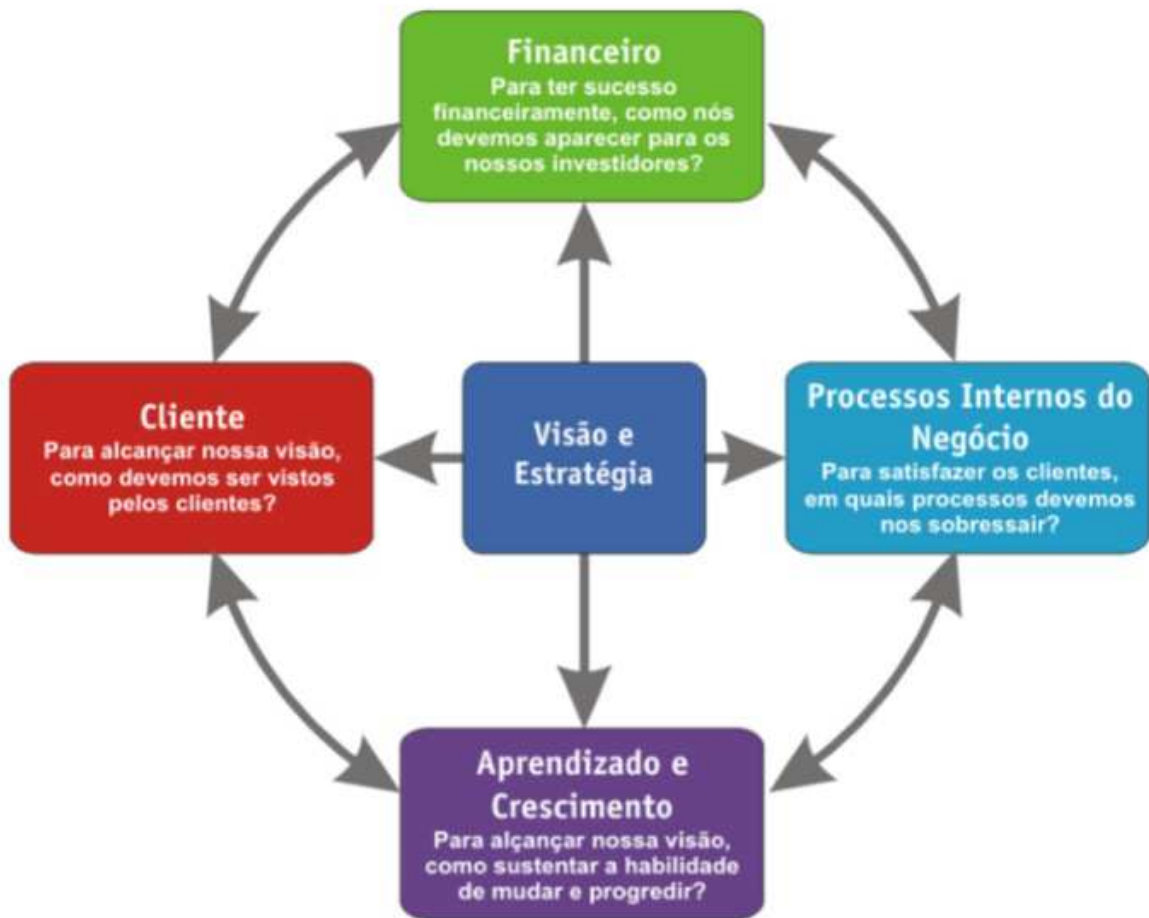 Financeiro
Para ter sucesso
financeiramente, como nós
devemos aparecer para os
nossos investidores?
Cliente
Para alcançar nossa visão,
como devemos ser vistos
pelos clientes?
Visão e
Estratégia
Processos Internos do
Negócio
Para satisfazer os clientes,
em quais processos devemos
nos sobressair?
Aprendizado e
Crescimento
Para alçançar nossa visão,
como sustentar a habilidade
de mudar e progredir?